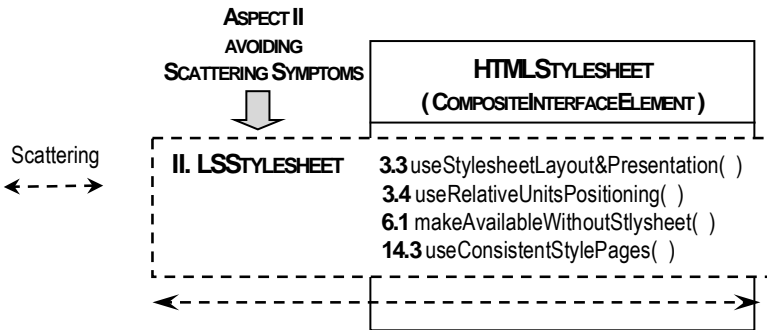 ASPECT II
AVOIDING
SCATTERING SYMPTOMS
HTMLSTYLESHEET
( COMPOSITEINTERFACEELEMENT )
Scattering
II. LSSTYLESHEET
3.3 useStylesheetLayout&Presentation( )
3.4 useRelativeUnitsPositioning( )
6.1 makeAvailableWithoutStlysheet( )
14.3 useConsistentStylePages( )